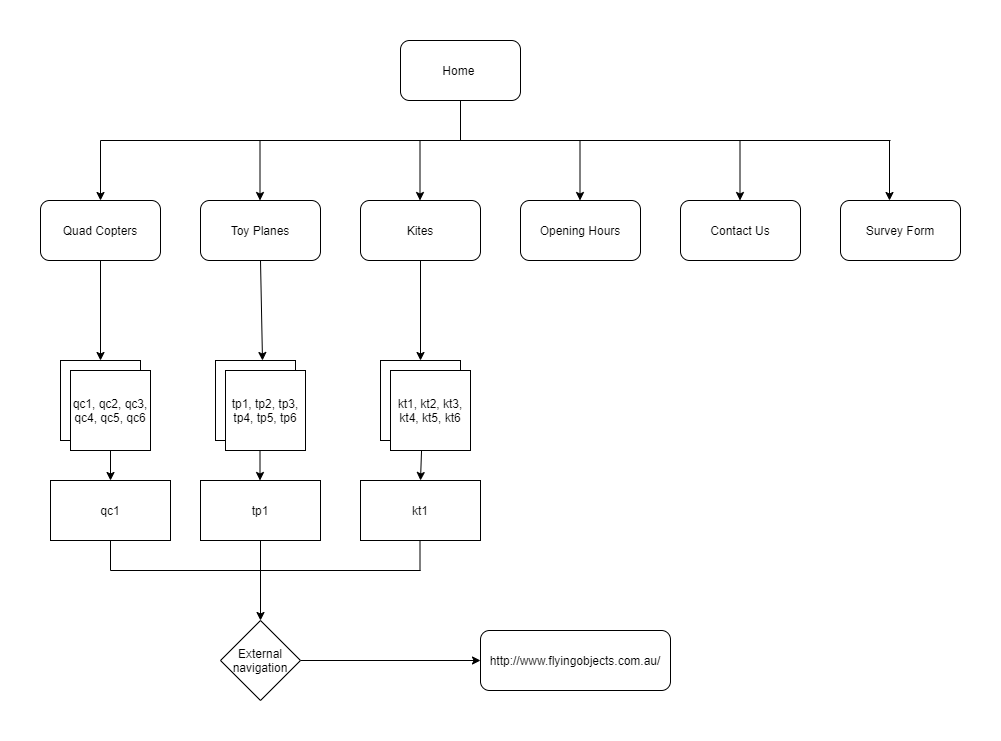 Home
Quad Copters
Toy Planes
Kites
Opening Hours
Contact Us
Survey Form
qc1, qc2, qc3,
qc4, qc5, qc6
tp1, tp2, tp3,
tp4, tp5, tp6
kt1, kt2, kt3,
kt4, kt5, kt6
qc1
tp1
kt1
External
navigation
http://www.flyingobjects.com.au/